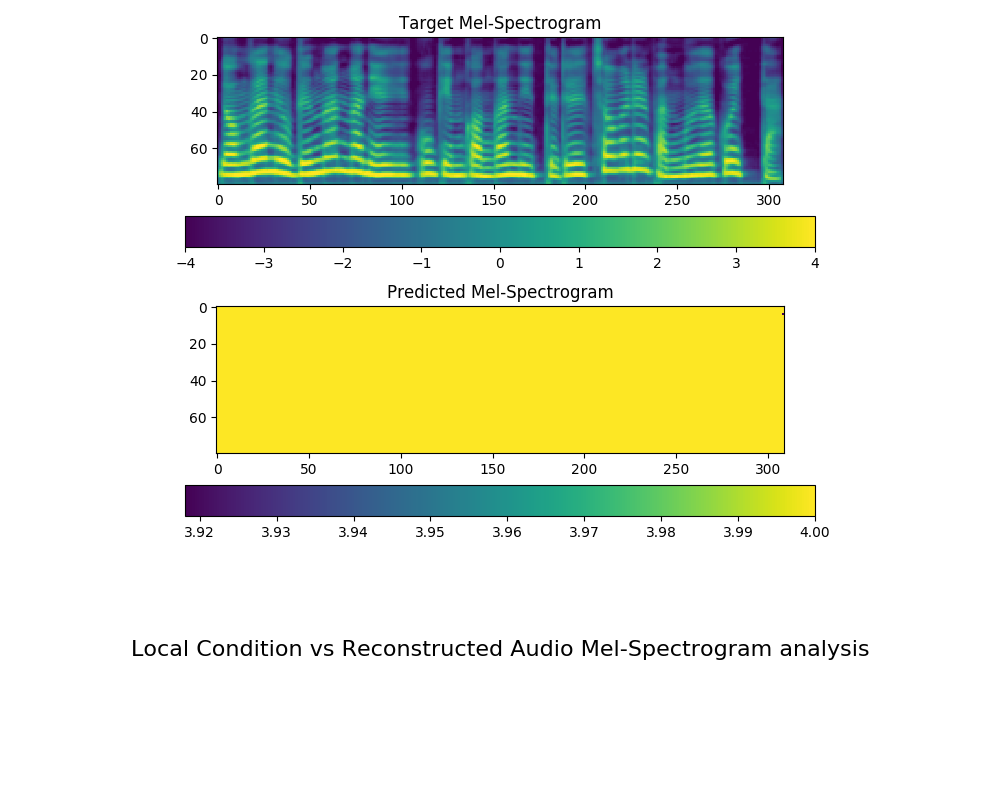 Target Mel-Spectrogram
0
20
40
60
0 50 100 150 200 250 300
−4 −3 −2 −1 0 1 2 3 4
Predicted Mel-Spectrogram
0
20
40
60
0 50 100 150 200 250 300
3.92 3.93 3.94 3.95 3.96 3.97 3.98 3.99 4.00
Local Condition vs Reconstructed Audio Mel-Spectrogram analysis